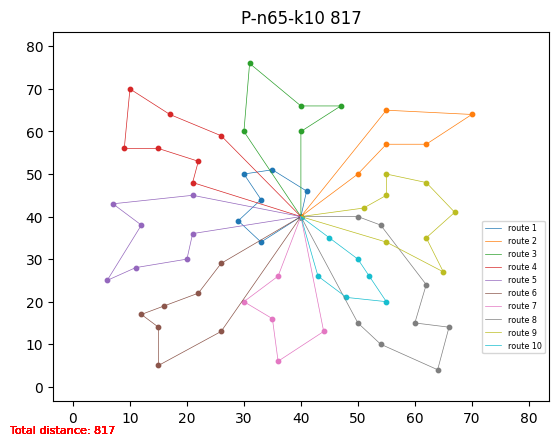 P-n65-k10 817
80
70
60
50
40
30
20
10
0
0 10 20 30 40 50 60 70 80
route 1
route 2
route 3
route 4
route 5
route 6
route 7
route 8
route 9
route 10
Total distance: 817